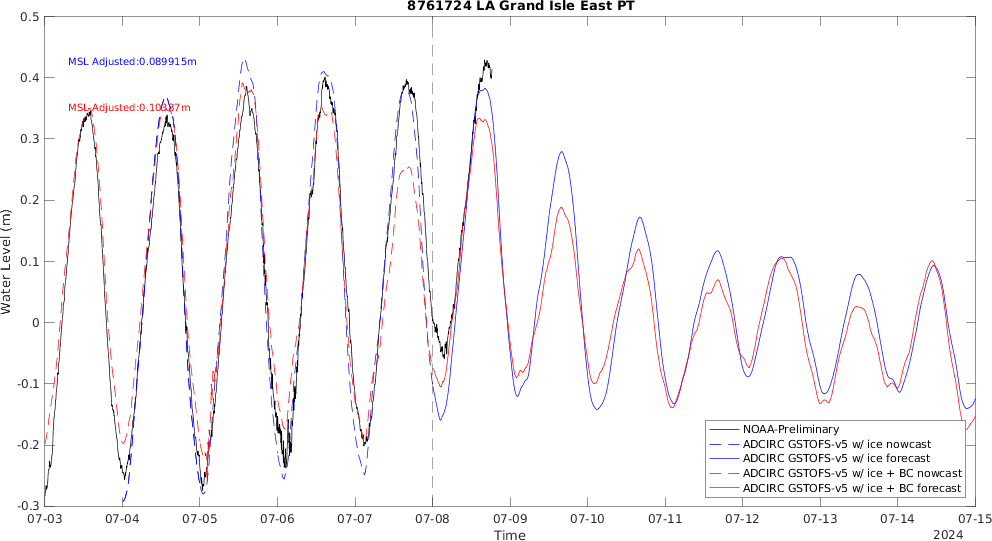 8761724 LA Grand Isle East PT
Water Level (m)
0.5
0.4
0.3
0.2
0.1
0
-0.1
-0.2
-0.3
MSL Adjusted:0.089915m
MSL Adjusted:0.10337m
NOAA-Preliminary
ADCIRC GSTOFS-v5 w/ ice nowcast
ADCIRC GSTOFS-v5 w/ ice forecast
ADCIRC GSTOFS-v5 w/ ice + BC nowcast
ADCIRC GSTOFS-v5 w/ ice + BC forecast
07-03 07-04 07-05 07-06 07-07 07-08 07-09 07-10 07-11 07-12 07-13 07-14 07-15
Time
2024